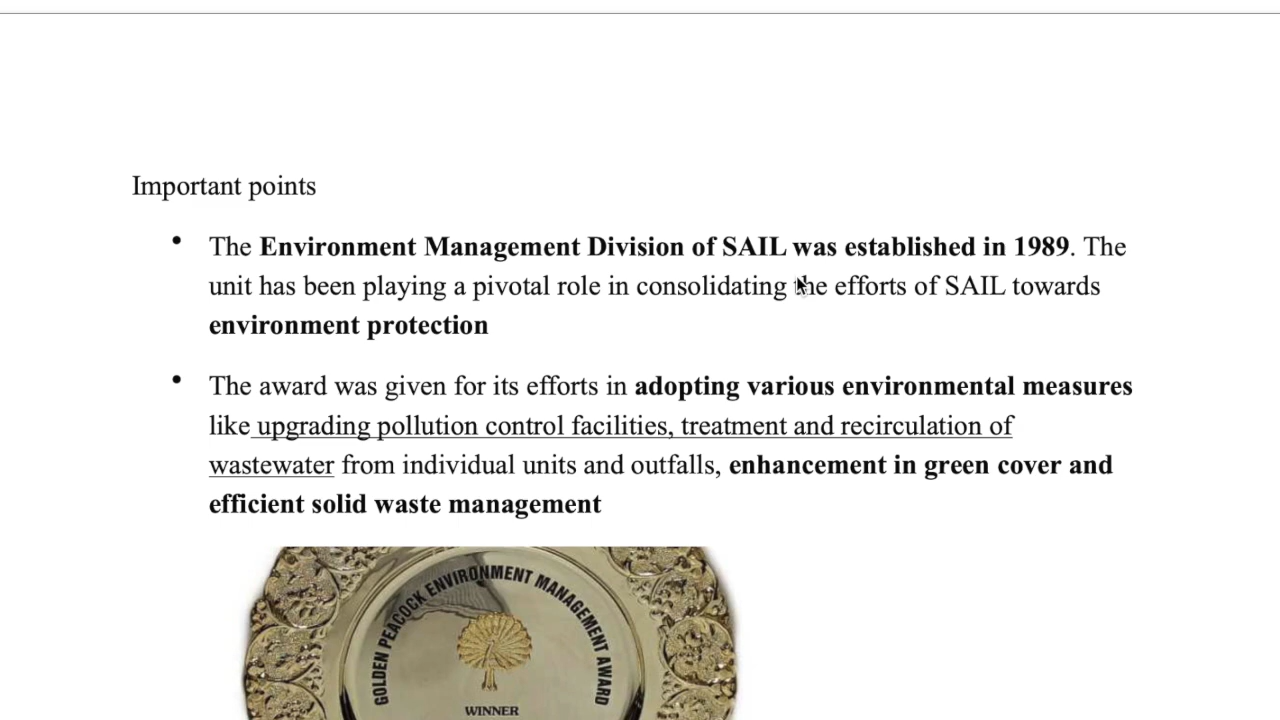 Important points
• The Environment Management Division of SAIL was established in 1989. The
unit has been playing a pivotal role in consolidating the efforts of SAIL towards
environment protection
• The award was given for its efforts in adopting various environmental measures
like upgrading pollution control facilities, treatment and recirculation of
wastewater from individual units and outfalls, enhancement in green cover and
efficient solid waste management
GOLDEN PEACOCK ENVIRONMENT MANAGEMENT AWARD
WINNER